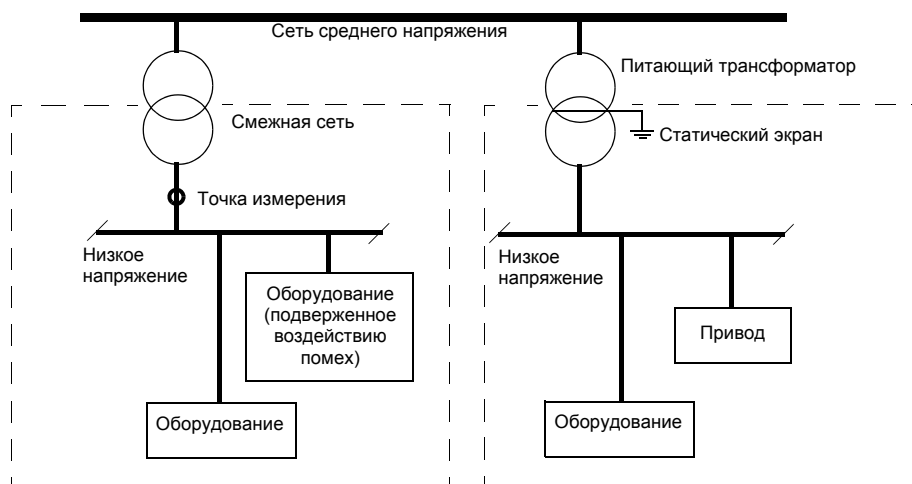 Сеть среднего напряжения
Питающий трансформатор
Смежная сеть
Статический экран
Точка измерения
Низкое
напряжение
Оборудование
(подверженное
воздействию
помех)
Оборудование
Низкое
напряжение
Привод
Оборудование